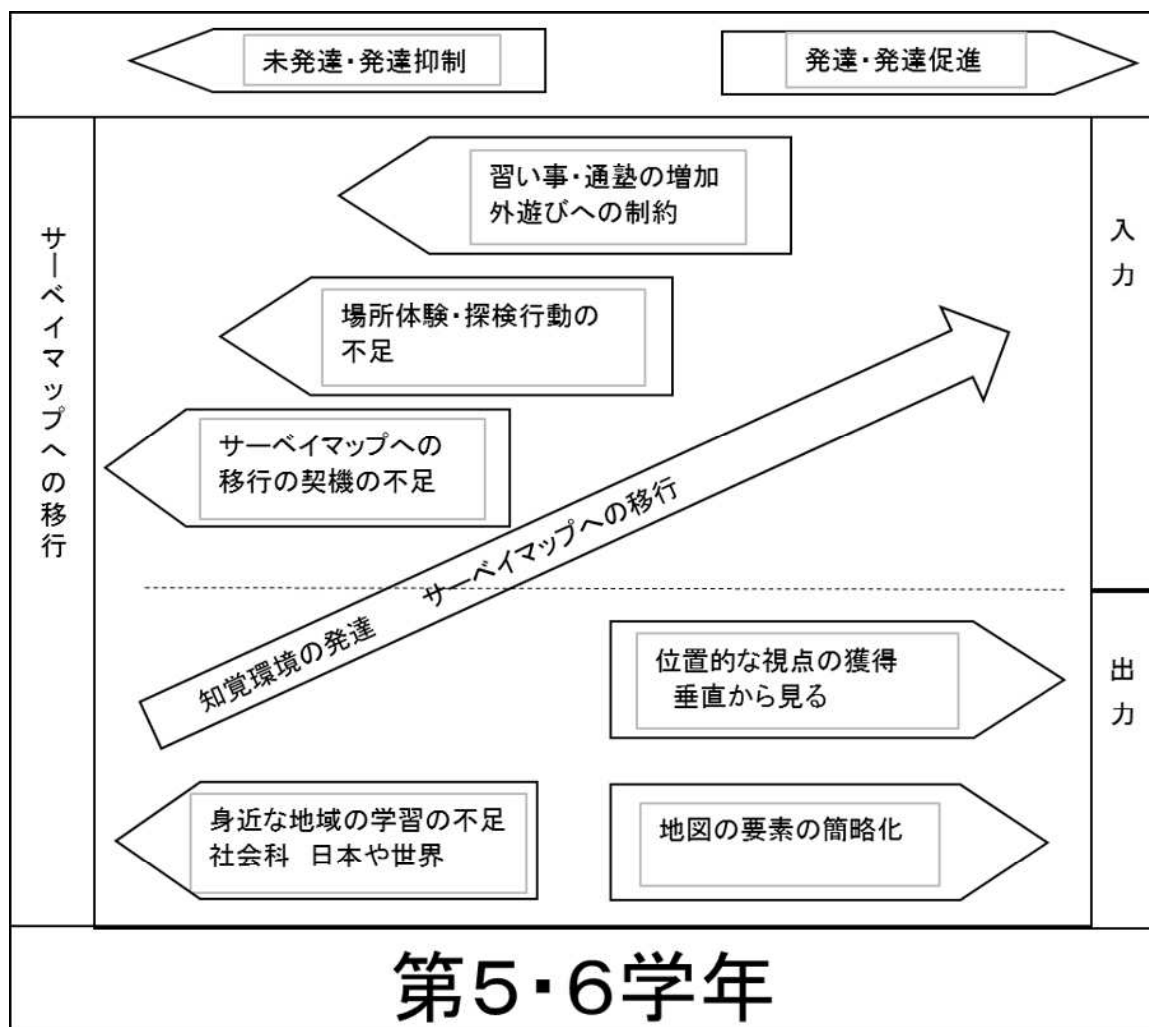 未発達・発達抑制
発達・発達促進
サーベイマップへの移行
入力
習い事・通塾の増加
外遊びへの制約
場所体験・探検行動の
不足
サーベイマップへの
移行の契機の不足
知覚環境の発達　サーベイマップへの移行
出力
位置的な視点の獲得
垂直から見る
身近な地域の学習の不足
社会科　日本や世界
地図の要素の簡略化
第5・6学年